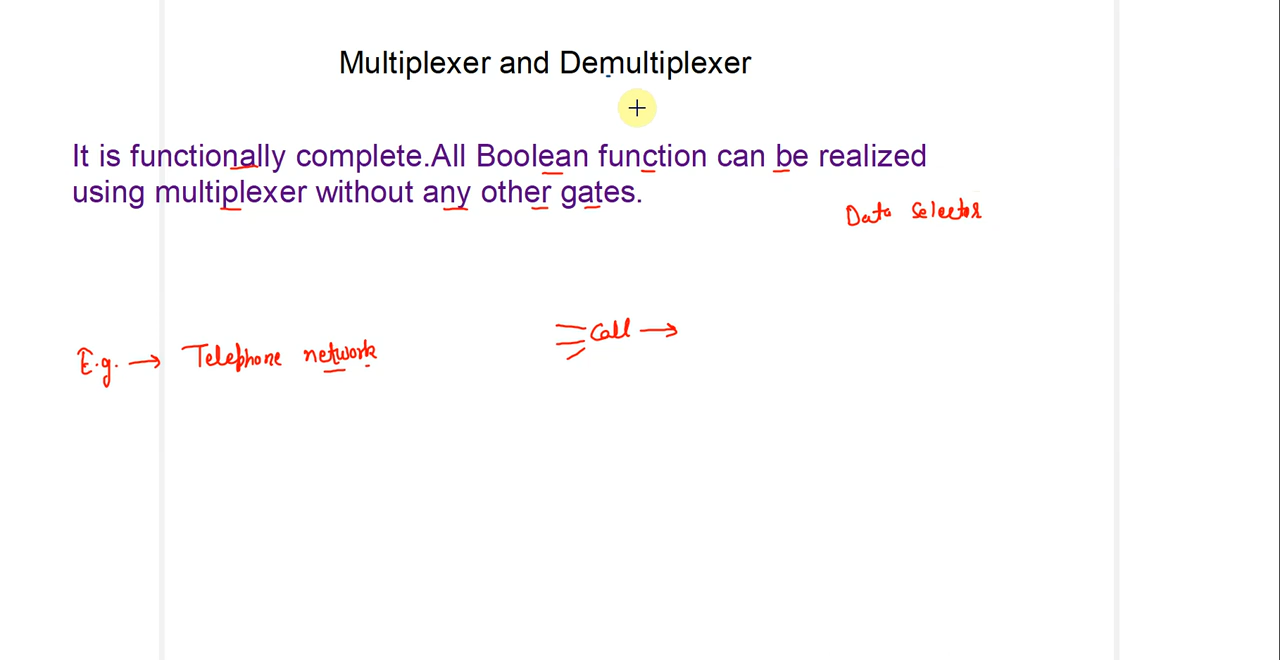 Multiplexer and Demultiplexer
It is functionally complete.All Boolean function can be realized
using multiplexer without any other gates.
Data Selector
E.g. → Telephone network
Call →